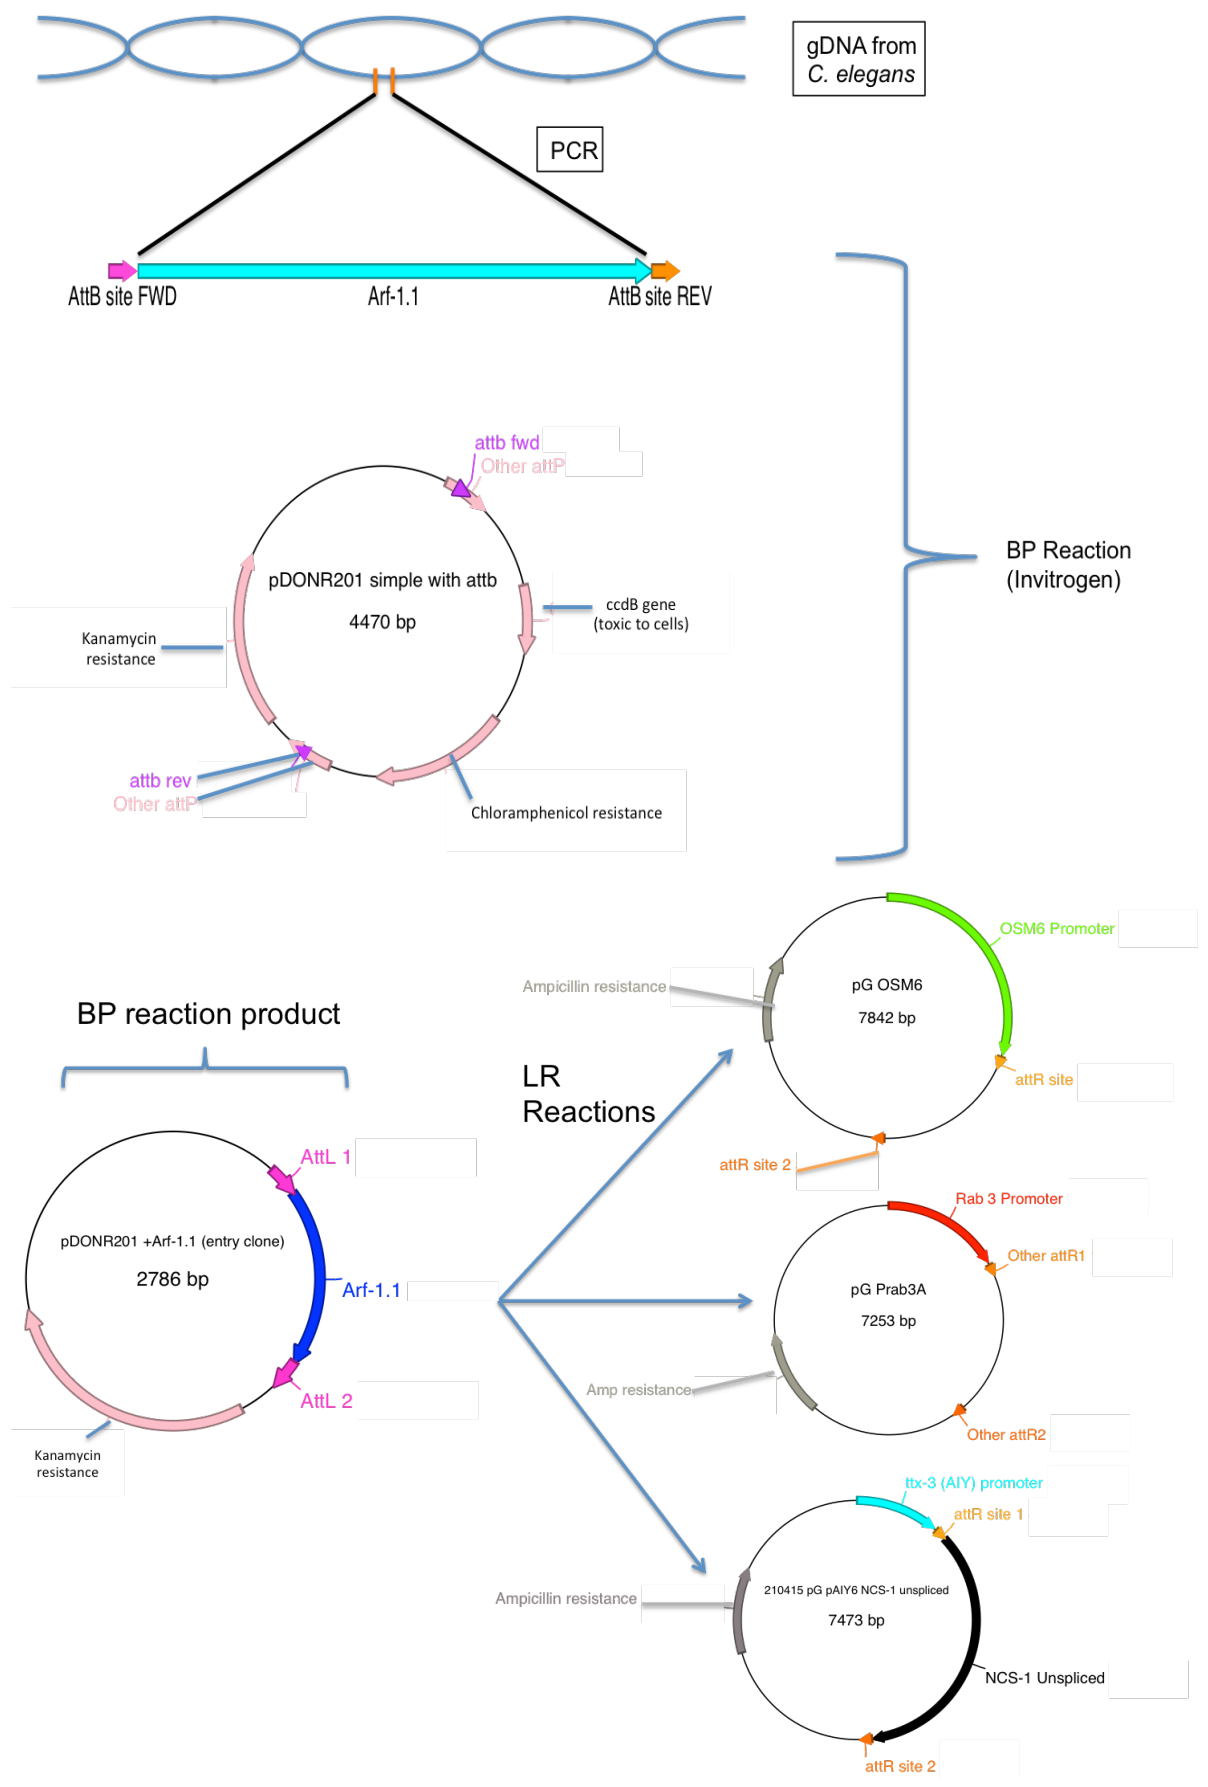 gDNA from
C. elegans
PCR
AttB site FWD
Arf-1.1
AttB site REV
attb fwd
Other attP
pDONR201 simple with attb
4470 bp
ccdB gene
(toxic to cells)
Kanamycin
resistance
attb rev
Other attP
Chloramphenicol resistance
BP Reaction
(Invitrogen)
OSM6 Promoter
Ampicillin resistance
pG OSM6
7842 bp
attR site
attR site 2
BP reaction product
LR
Reactions
AttL 1
pDONR201 +Arf-1.1 (entry clone)
2786 bp
Arf-1.1
AttL 2
Kanamycin
resistance
Rab 3 Promoter
Other attR1
pG Prab3A
7253 bp
Amp resistance
Other attR2
ttx-3 (AIY) promoter
attR site 1
Ampicillin resistance
210415 pG pAIY6 NCS-1 unspliced
7473 bp
NCS-1 Unspliced
attR site 2